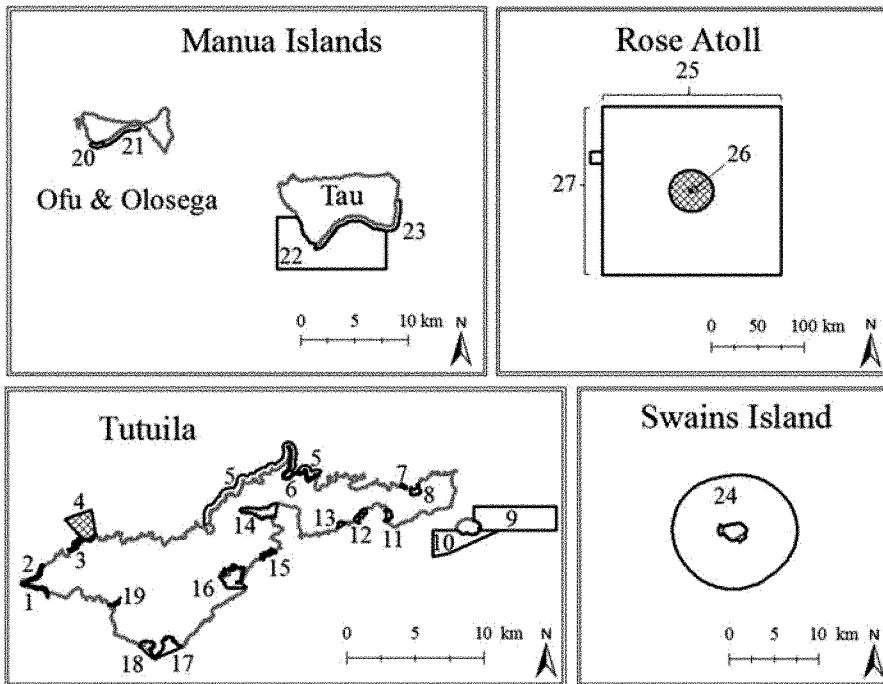 Manua Islands
20
21
Ofu & Olosega
Tau
22
23
0 5 10 km
N
Rose Atoll
25
26
27
0 50 100 km
N
Tutuila
4
5
5
6
7
8
2
3
14
13
12
11
9
10
1
19
16
15
18
17
0 5 10 km
N
Swains Island
24
0 5 10 km
N